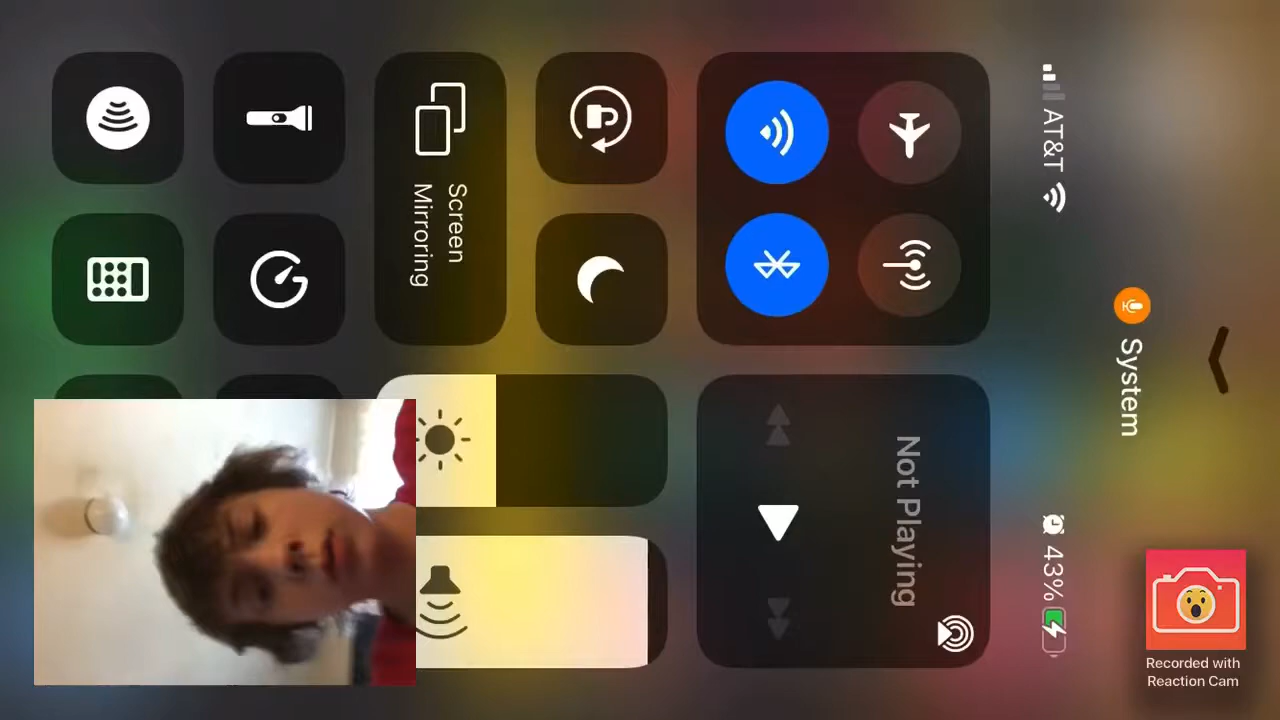 System
AT&T
43%
Not Playing
Screen
Mirroring
Recorded with
Reaction Cam